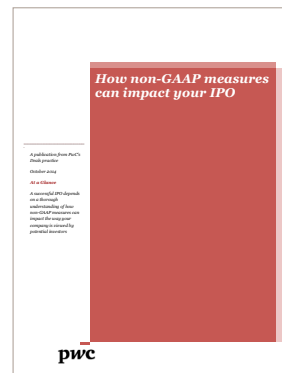 How non-GAAP measures
can impact your IPO
A publication from PwC's
Deals practice
October 2014
At a Glance
A successful IPO depends
on a thorough
understanding of how
non-GAAP measures can
impact the way your
company is viewed by
potential investors
pwc